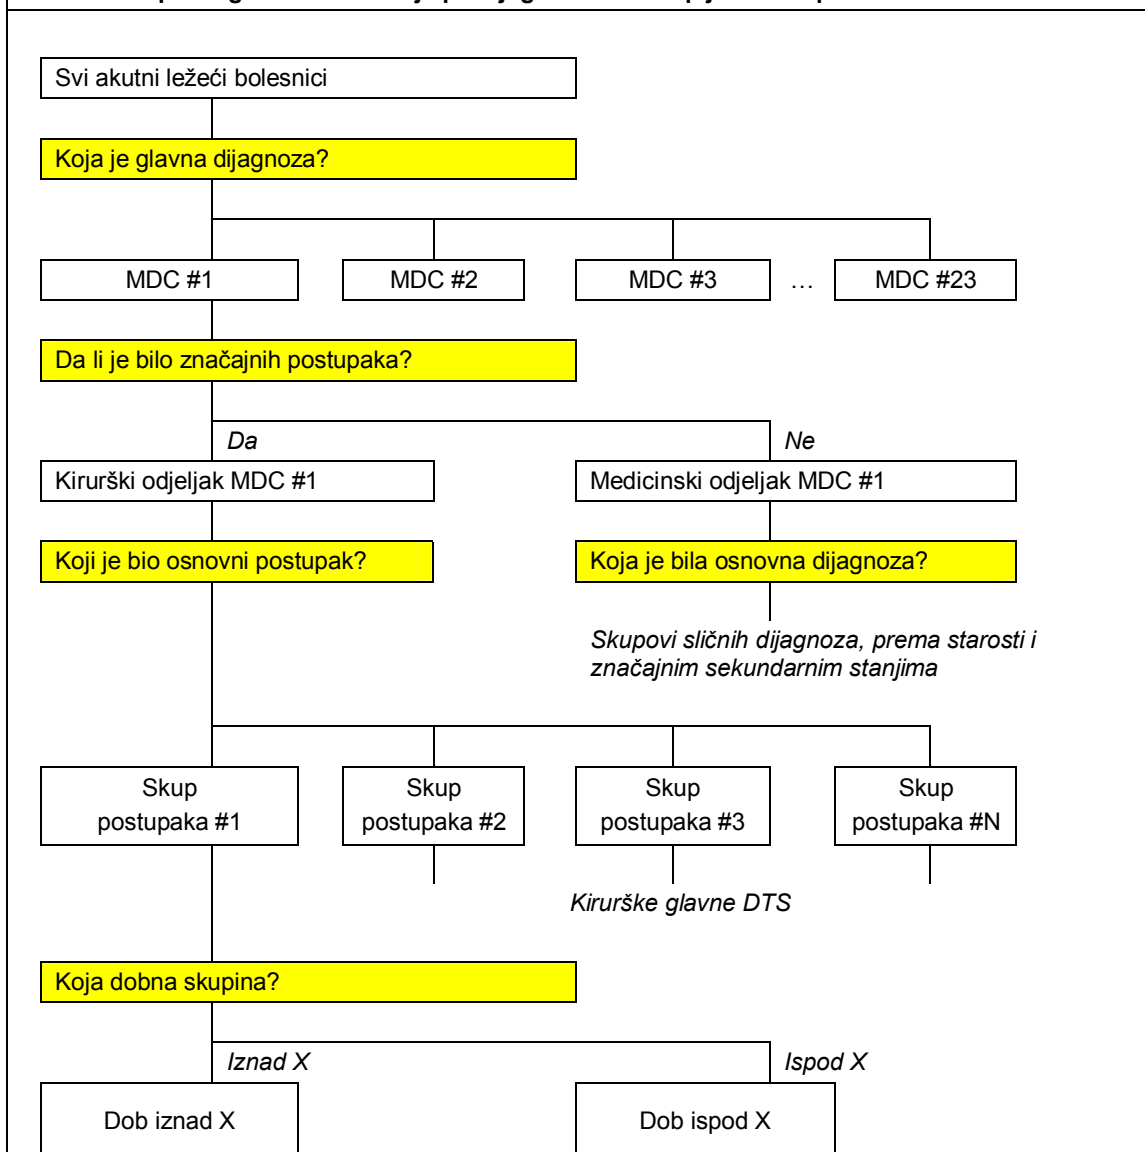 Svi akutni ležeći bolesnici
Koja je glavna dijagnoza?
MDC #1
MDC #2
MDC #3
…
MDC #23
Da li je bilo značajnih postupaka?
Da
Ne
Kirurški odjeljak MDC #1
Medicinski odjeljak MDC #1
Koji je bio osnovni postupak?
Koja je bila osnovna dijagnoza?
Skupovi sličnih dijagnoza, prema starosti i
značajnim sekundarnim stanjima
Skup
postupaka #1
Skup
postupaka #2
Skup
postupaka #3
Skup
postupaka #N
Kirurške glavne DTS
Koja dobna skupina?
Iznad X
Ispod X
Dob iznad X
Dob ispod X